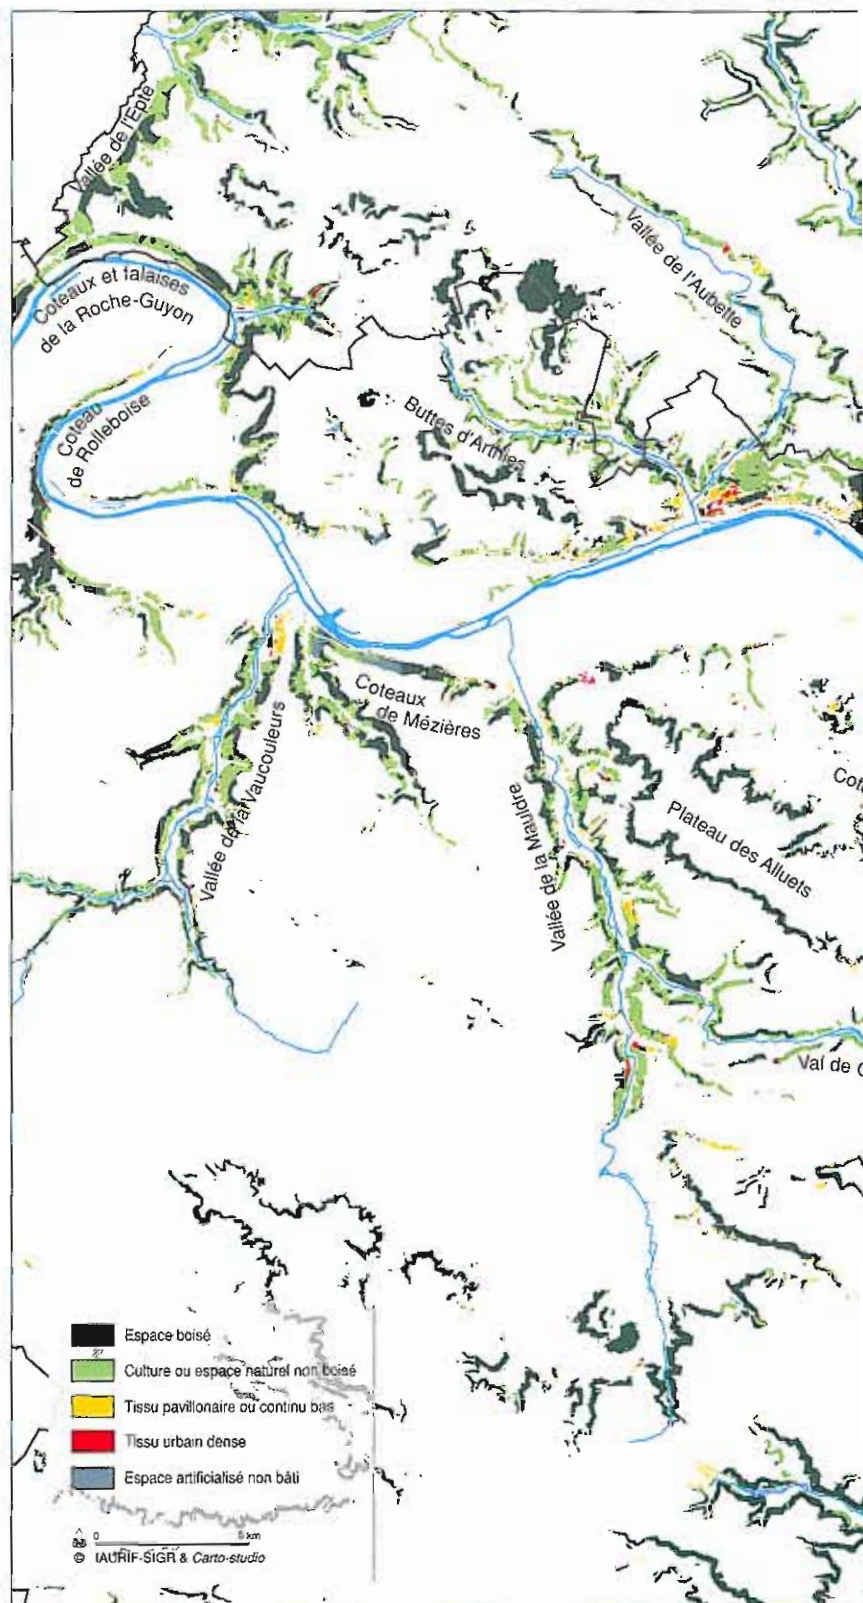 Vallée de l'Epte
Vallée de l'Aubette
Coteaux et falaises
de la Roche-Guyon
Coteau
de Rolleboise
Buttes d'Arthies
Coteaux
de Mézières
Vallée de la Vaucouleurs
Vallée de la Mauldre
Cote
Plateau des Alluets
Val de G
Espace boisé
Culture ou espace naturel non boisé
Tissu pavillonaire ou continu bas
Tissu urbain dense
Espace artificialisé non bâti
0 5 km
© IAURIF-SIGR & Carto-studio